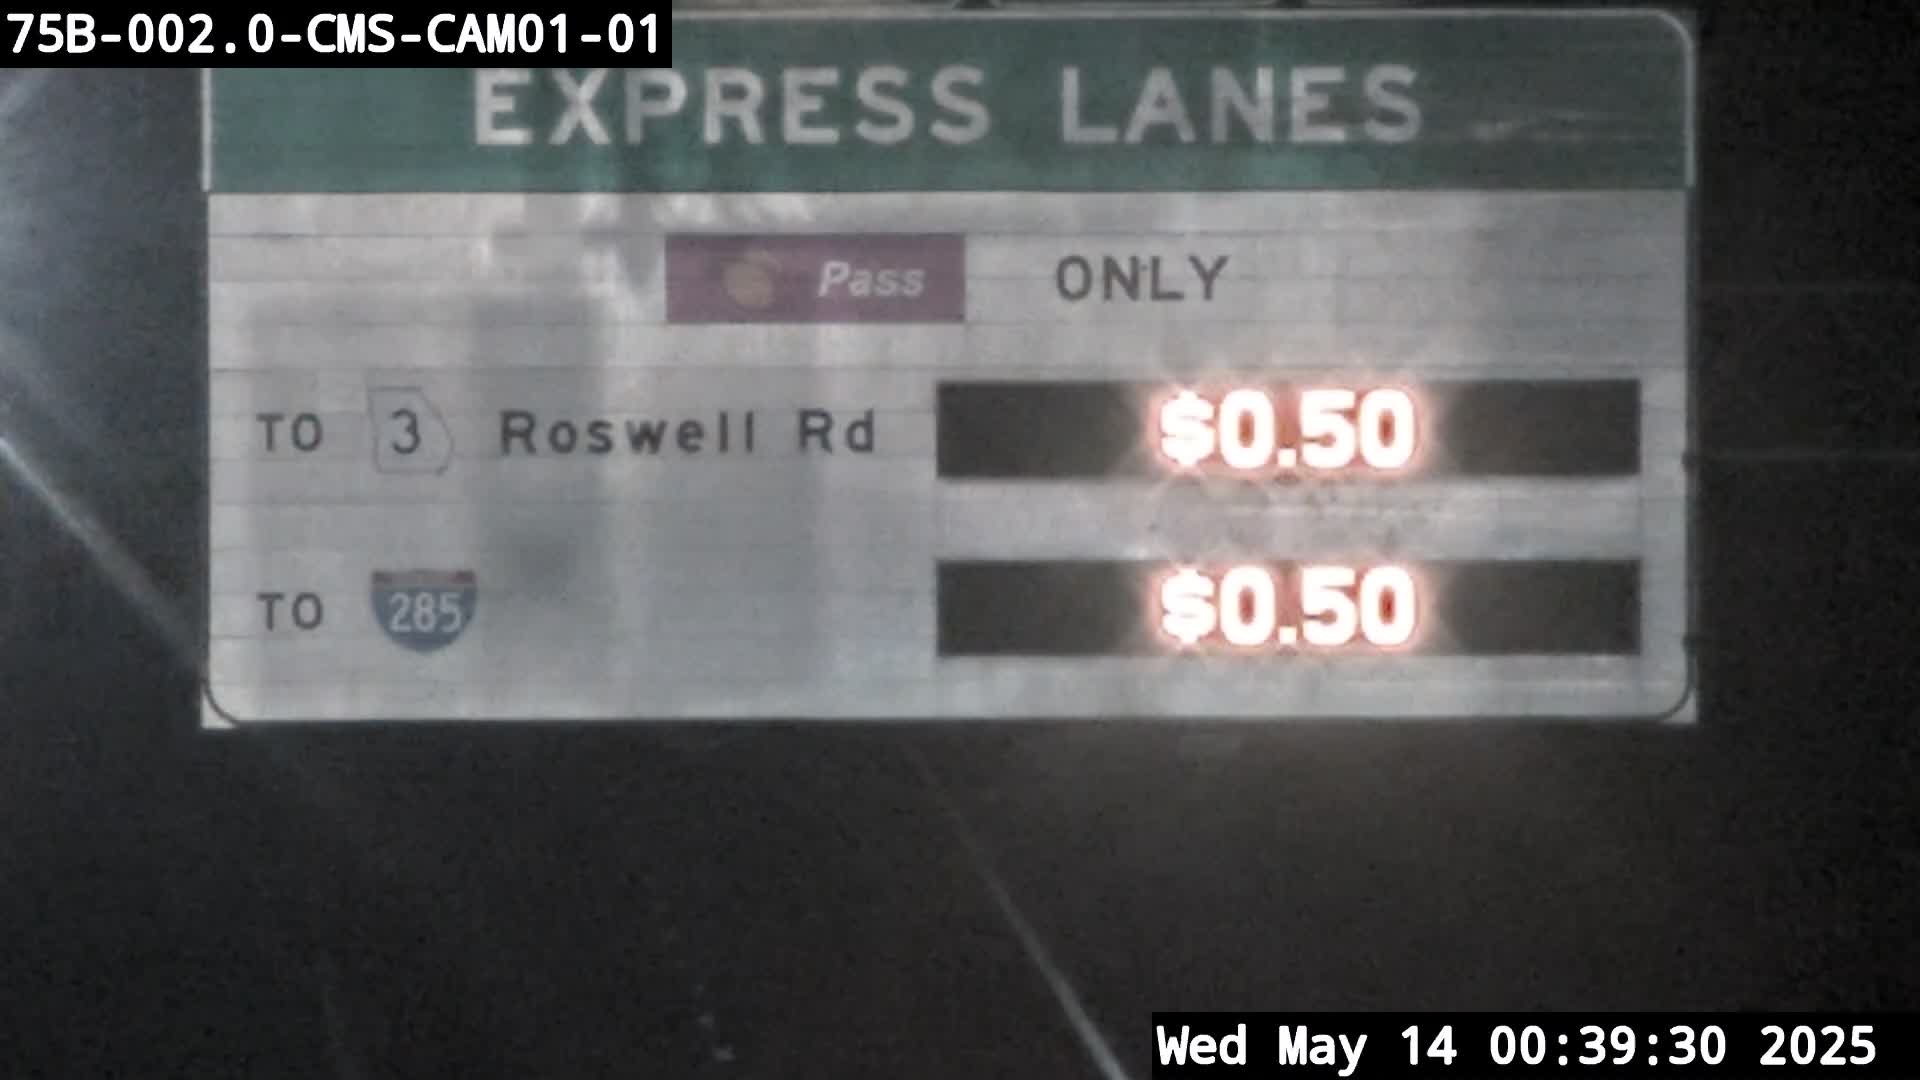 75B-002.0-CMS-CAM01-01
EXPRESS LANES
Pass ONLY
TO 3 Roswell Rd $0.50
TO 285 $0.50
Wed May 14 00:39:30 2025